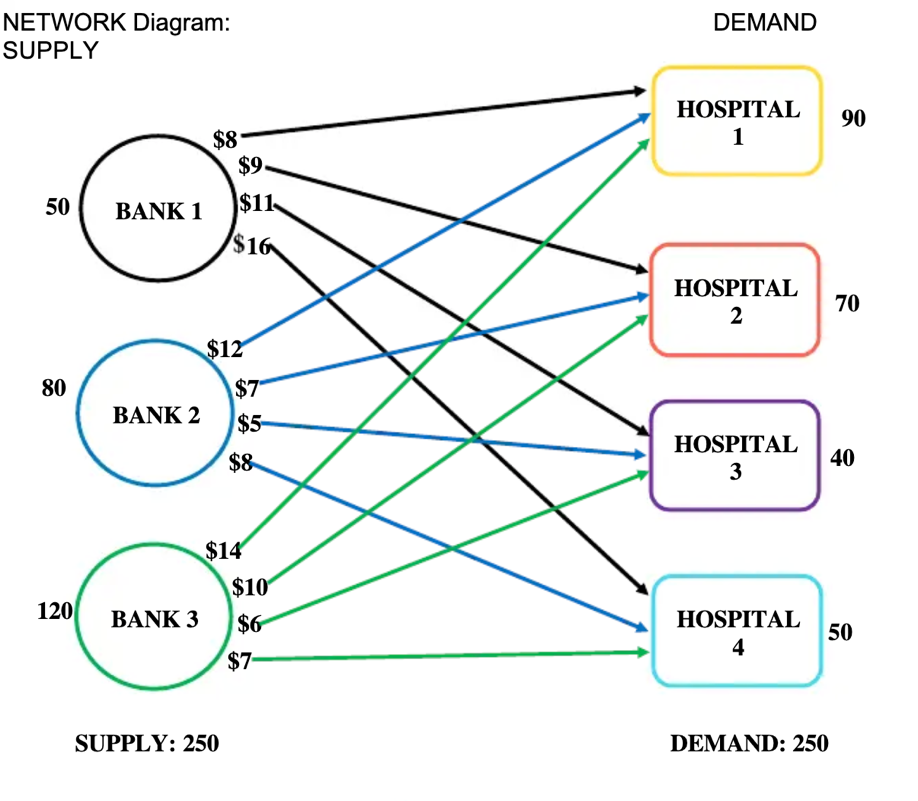 NETWORK Diagram:
SUPPLY
DEMAND
HOSPITAL
1
90
$8
$9
50
BANK 1
$11
$16
HOSPITAL
2
70
$12
80
BANK 2
$7
$5
$8
HOSPITAL
3
40
$14
120
BANK 3
$10
$6
$7
HOSPITAL
4
50
SUPPLY: 250
DEMAND: 250